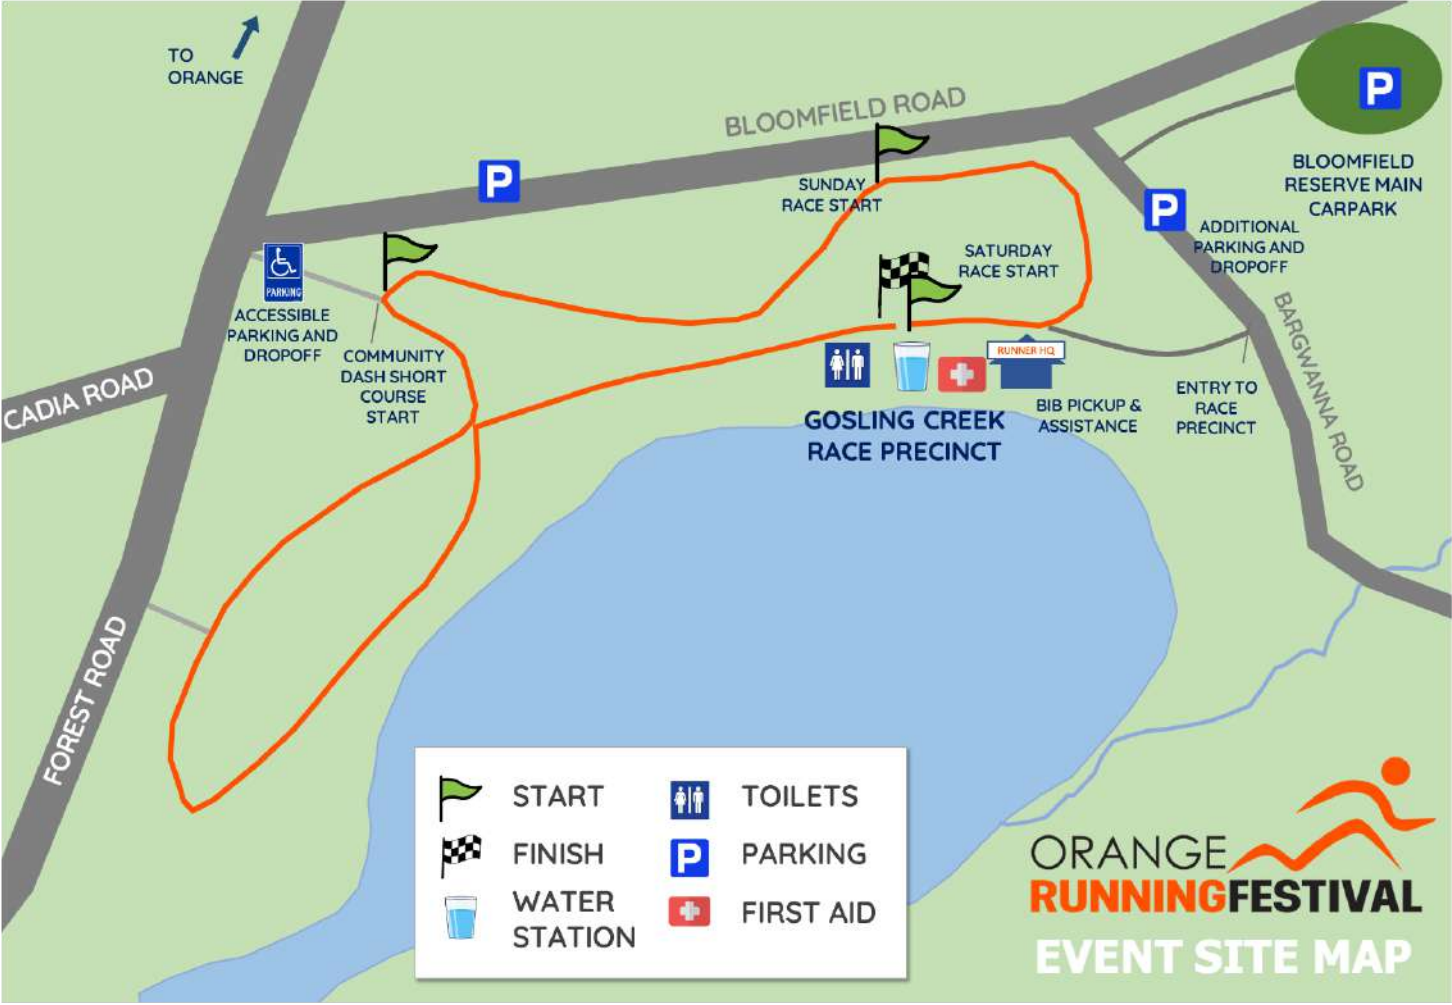 TO
ORANGE
BLOOMFIELD ROAD
P
P
BLOOMFIELD
RESERVE MAIN
CARPARK
SUNDAY
RACE START
P
ADDITIONAL
PARKING AND
DROPOFF
SATURDAY
RACE START
PARKING
ACCESSIBLE
PARKING AND
DROPOFF
COMMUNITY
DASH SHORT
COURSE
START
CADIA ROAD
RUNNER HQ
BIB PICKUP &
ASSISTANCE
ENTRY TO
RACE
PRECINCT
BARGWANNA ROAD
GOSLING CREEK
RACE PRECINCT
FOREST ROAD
START
TOILETS
FINISH
P
PARKING
WATER
STATION
FIRST AID
ORANGE
RUNNINGFESTIVAL
EVENT SITE MAP